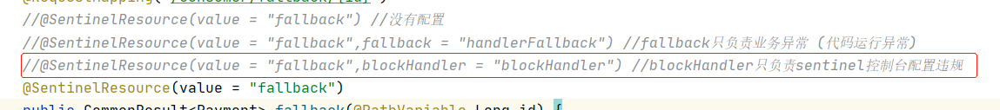 @RequestMapping("/consumer/fallback/{id}")
//@SentinelResource(value = "fallback") //没有配置
//@SentinelResource(value = "fallback",fallback = "handlerFallback") //fallback只负责业务异常 (代码运行异常)
//@SentinelResource(value = "fallback",blockHandler = "blockHandler") //blockHandler只负责sentinel控制台配置违规
@SentinelResource(value = "fallback")
public CommonResult<Payment> fallback(@PathVariable Long id) {